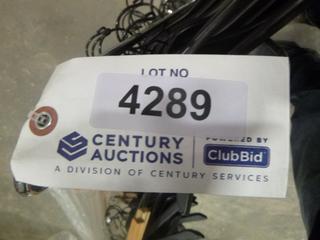 LOT NO
4289
CENTURY
AUCTIONS
POWERED BY
ClubBid
A DIVISION OF CENTURY SERVICES